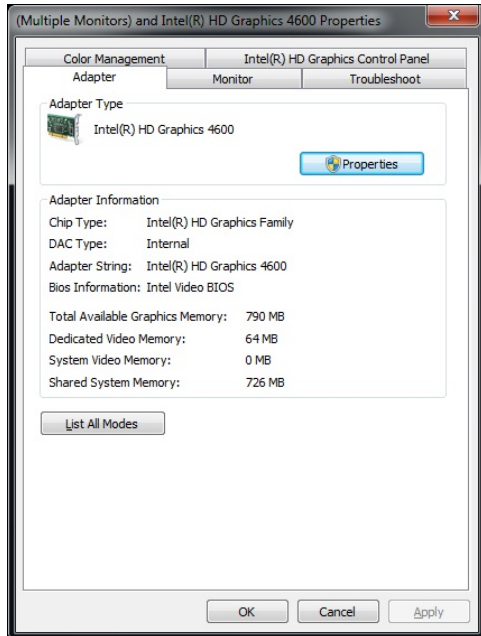 (Multiple Monitors) and Intel(R) HD Graphics 4600 Properties
Color Management Intel(R) HD Graphics Control Panel
Adapter Monitor Troubleshoot
Adapter Type
Intel(R) HD Graphics 4600
Properties
Adapter Information
Chip Type: Intel(R) HD Graphics Family
DAC Type: Internal
Adapter String: Intel(R) HD Graphics 4600
Bios Information: Intel Video BIOS
Total Available Graphics Memory: 790 MB
Dedicated Video Memory: 64 MB
System Video Memory: 0 MB
Shared System Memory: 726 MB
List All Modes
OK Cancel Apply